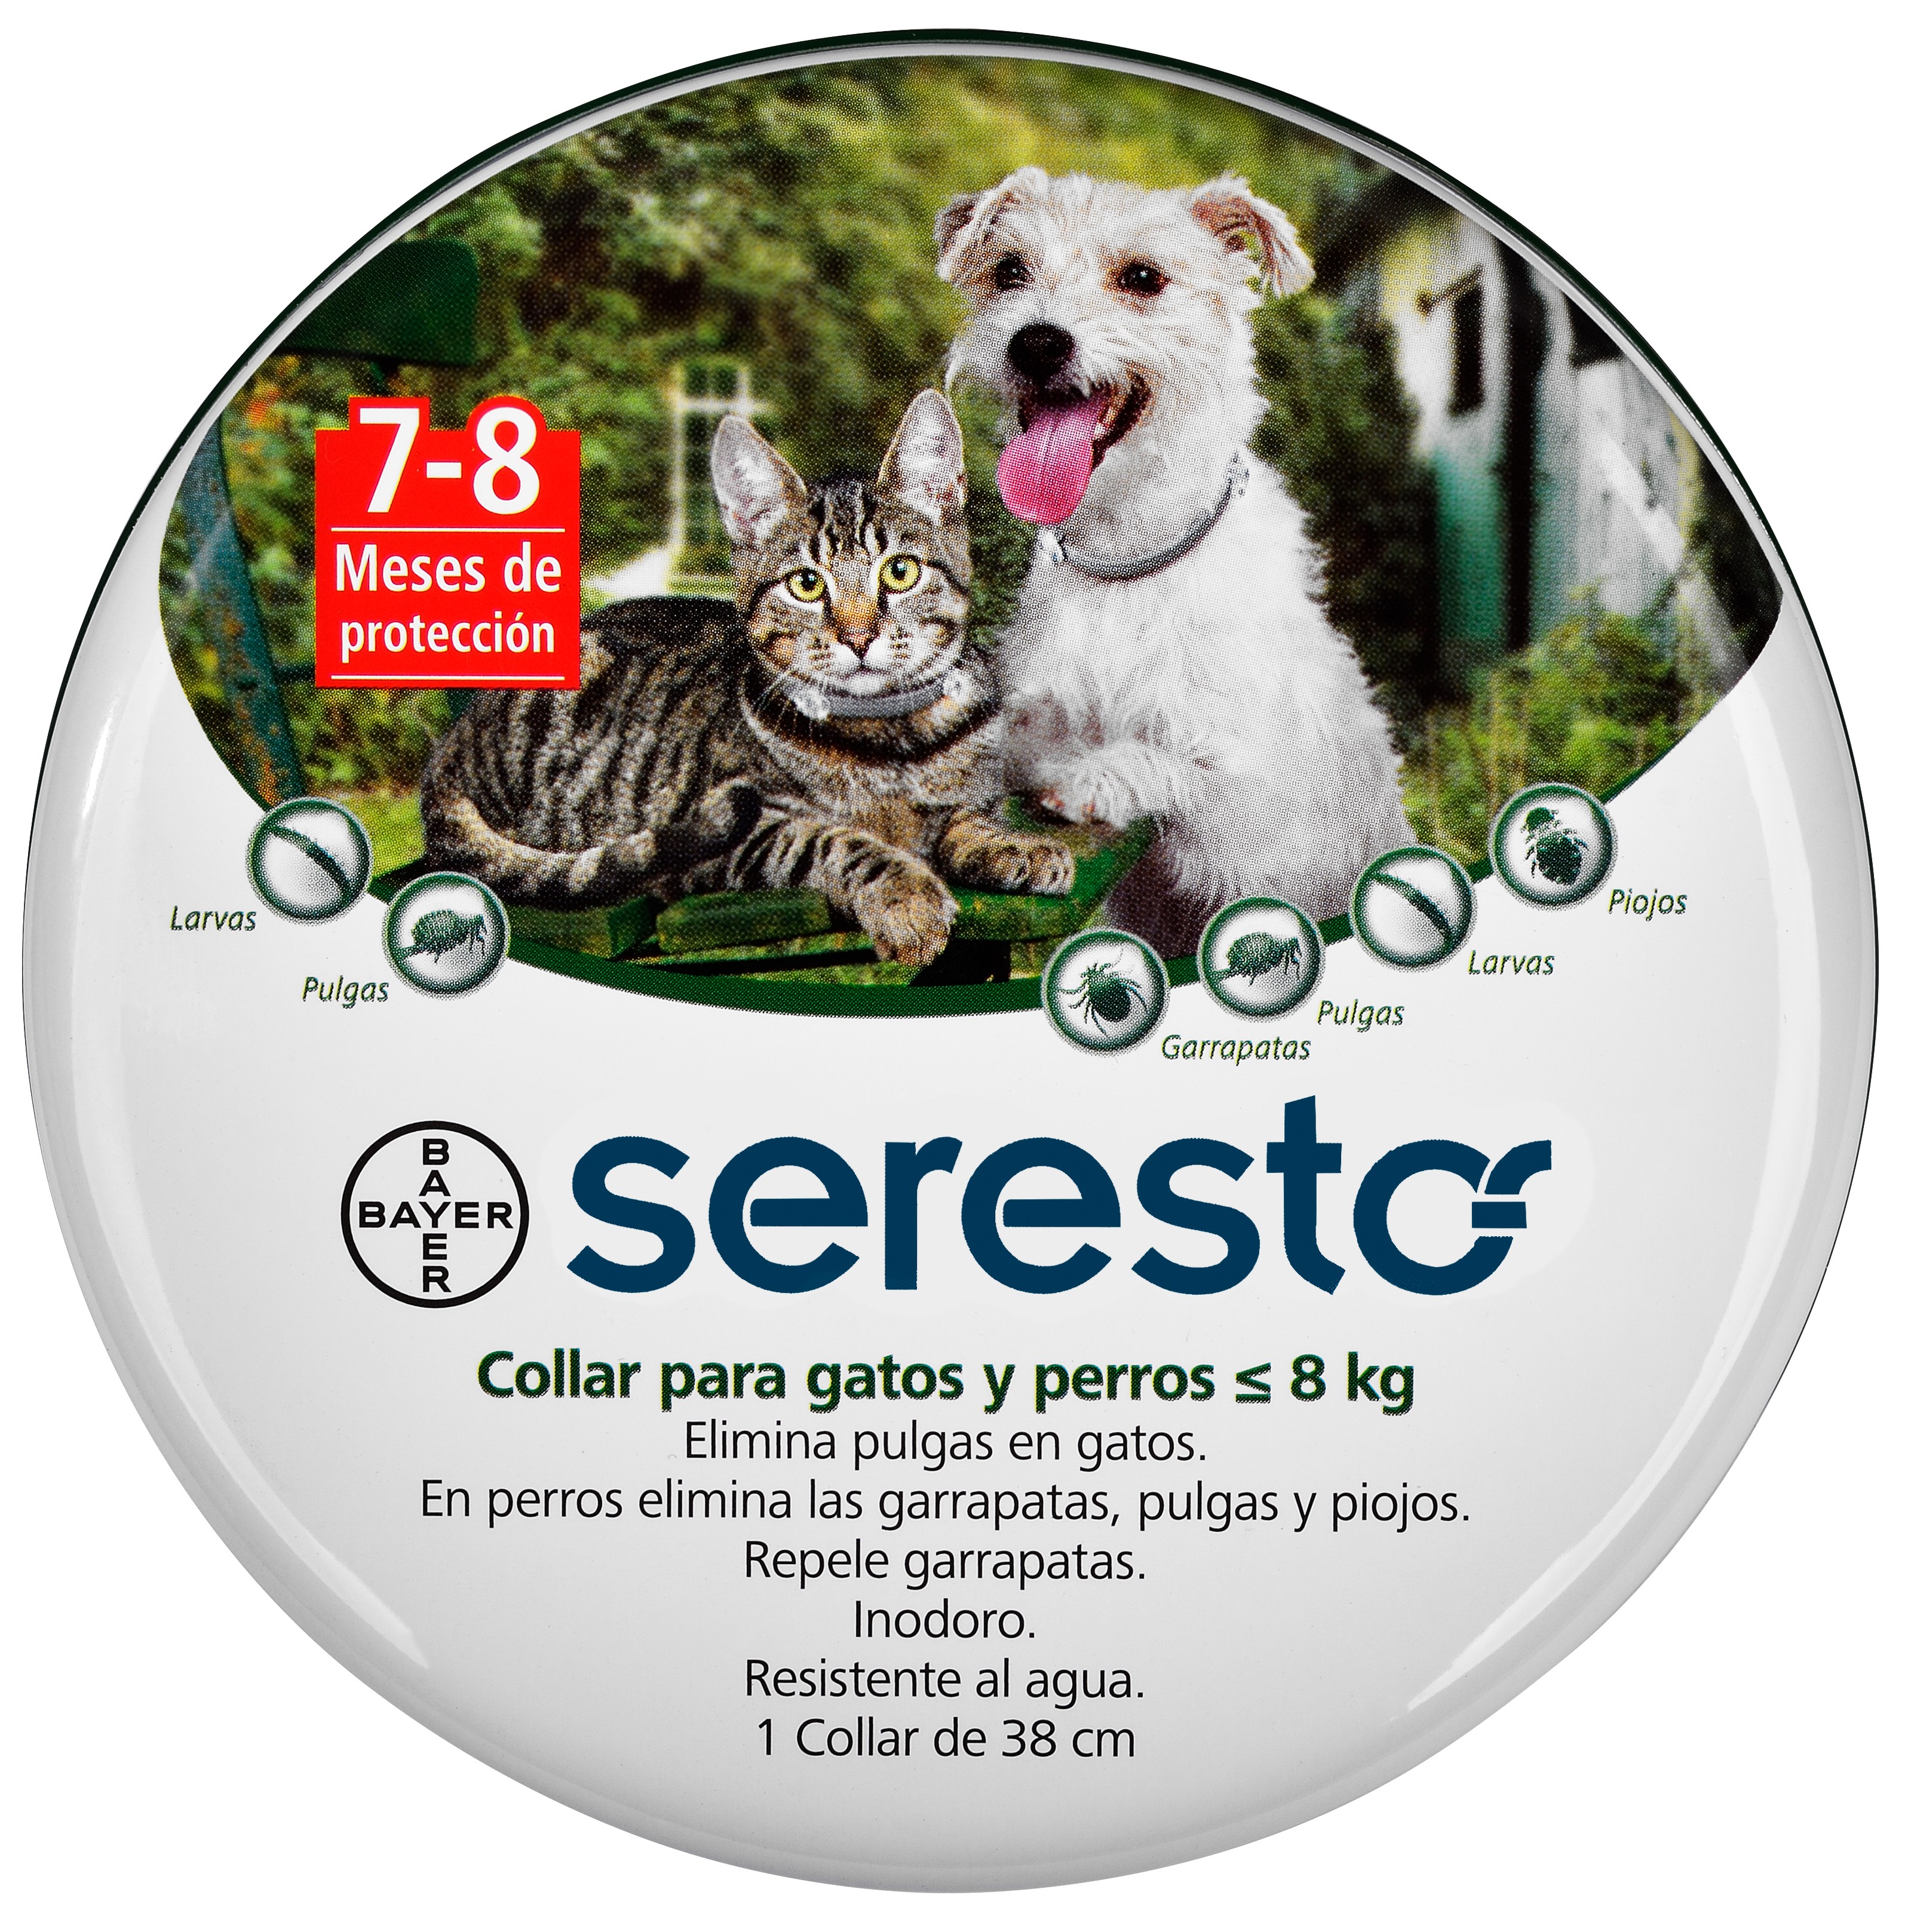 7-8
Meses de
protección
Larvas
Pulgas
Garrapatas
Pulgas
Larvas
Piojos
BAYER
BAYER
seresto
Collar para gatos y perros ≤ 8 kg
Elimina pulgas en gatos.
En perros elimina las garrapatas, pulgas y piojos.
Repele garrapatas.
Inodoro.
Resistente al agua.
1 Collar de 38 cm